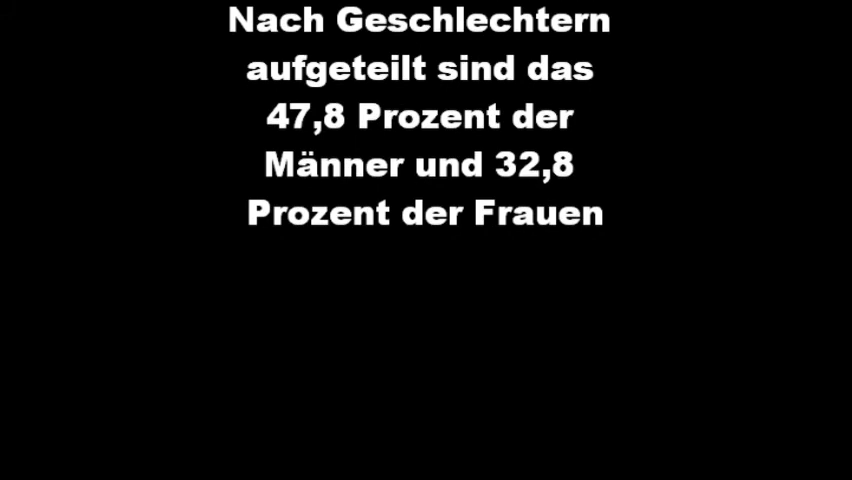 Nach Geschlechtern
aufgeteilt sind das
47,8 Prozent der
Männer und 32,8
Prozent der Frauen